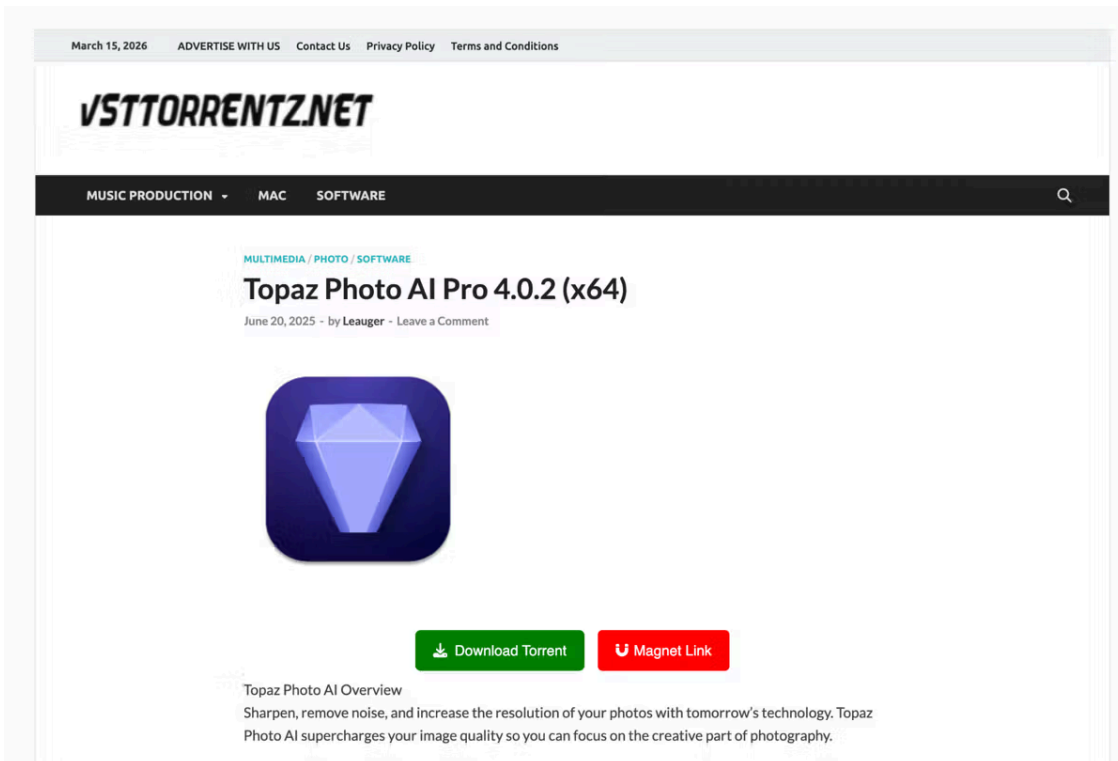 March 15, 2026 ADVERTISE WITH US Contact Us Privacy Policy Terms and Conditions
VSTTORRENTZ.NET
MUSIC PRODUCTION MAC SOFTWARE
MULTIMEDIA / PHOTO / SOFTWARE
Topaz Photo AI Pro 4.0.2 (x64)
June 20, 2025 - by Leauger - Leave a Comment
Download Torrent Magnet Link
Topaz Photo AI Overview
Sharpen, remove noise, and increase the resolution of your photos with tomorrow's technology. Topaz
Photo AI supercharges your image quality so you can focus on the creative part of photography.